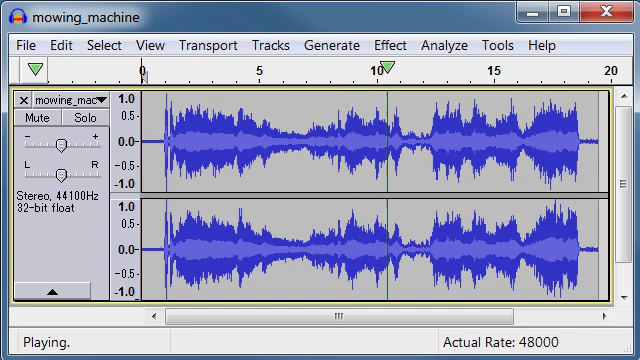 mowing_machine
File Edit Select View Transport Tracks Generate Effect Analyze Tools Help
0 5 10 15 20
× mowing_mac▼ 1.0
Mute Solo 0.5
- + 0.0
L R -0.5
-1.0
Stereo, 44100Hz
32-bit float
1.0
0.5
0.0
-0.5
-1.0
Playing. Actual Rate: 48000